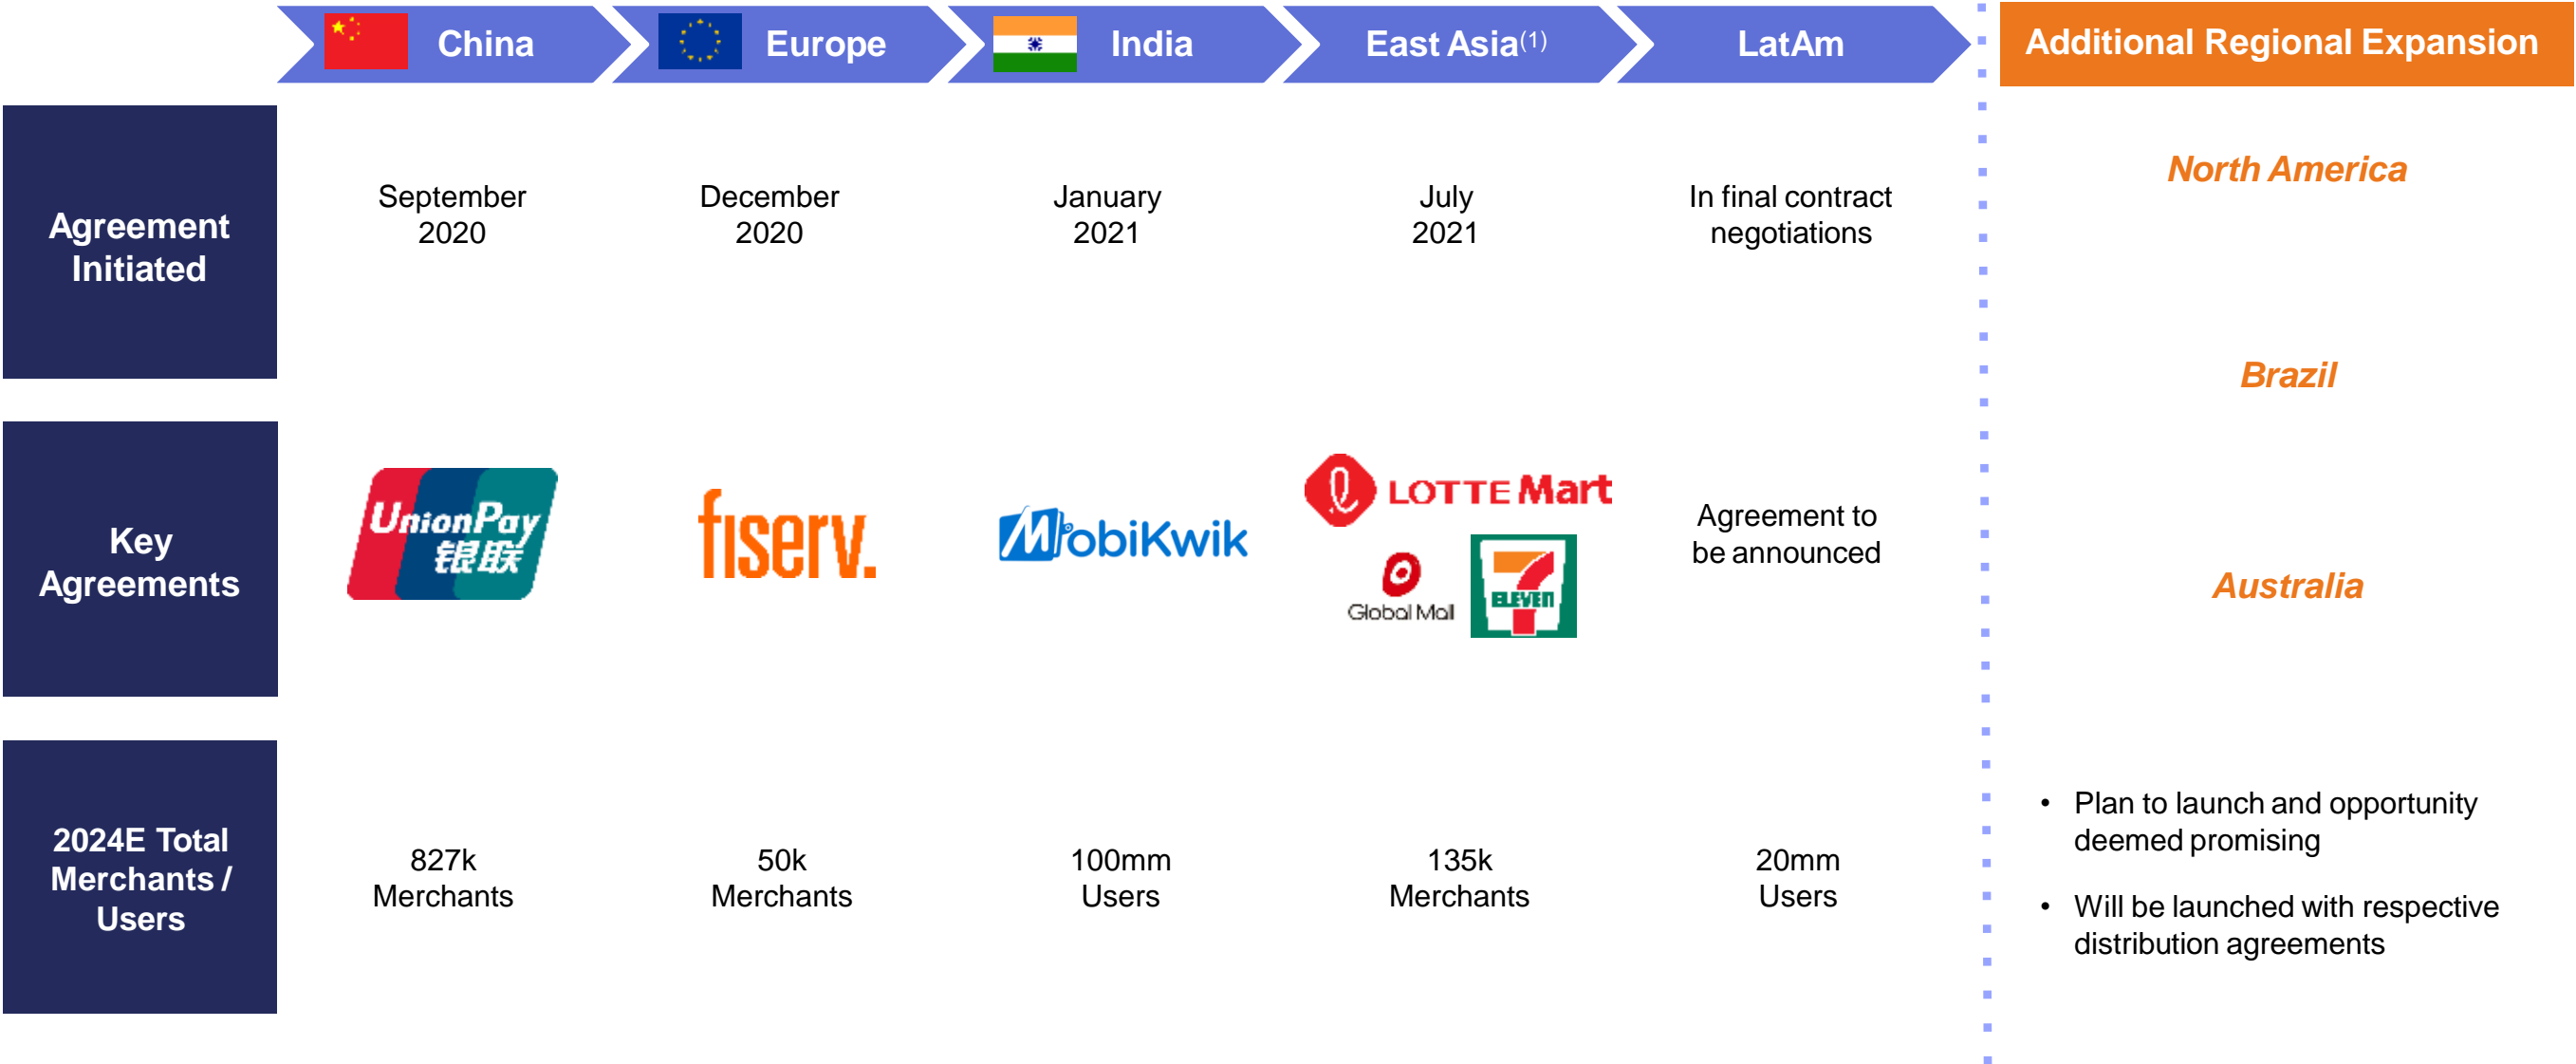 China
Europe
India
East Asia(1)
LatAm
Additional Regional Expansion
Agreement
Initiated
September
2020
December
2020
January
2021
July
2021
In final contract
negotiations
North America
Brazil
Australia
Key
Agreements
UnionPay
银联
fiserv.
MobiKwik
LOTTE Mart
Global Mall
7
ELEVEN
Agreement to
be announced
2024E Total
Merchants /
Users
827k
Merchants
50k
Merchants
100mm
Users
135k
Merchants
20mm
Users
• Plan to launch and opportunity
deemed promising
• Will be launched with respective
distribution agreements